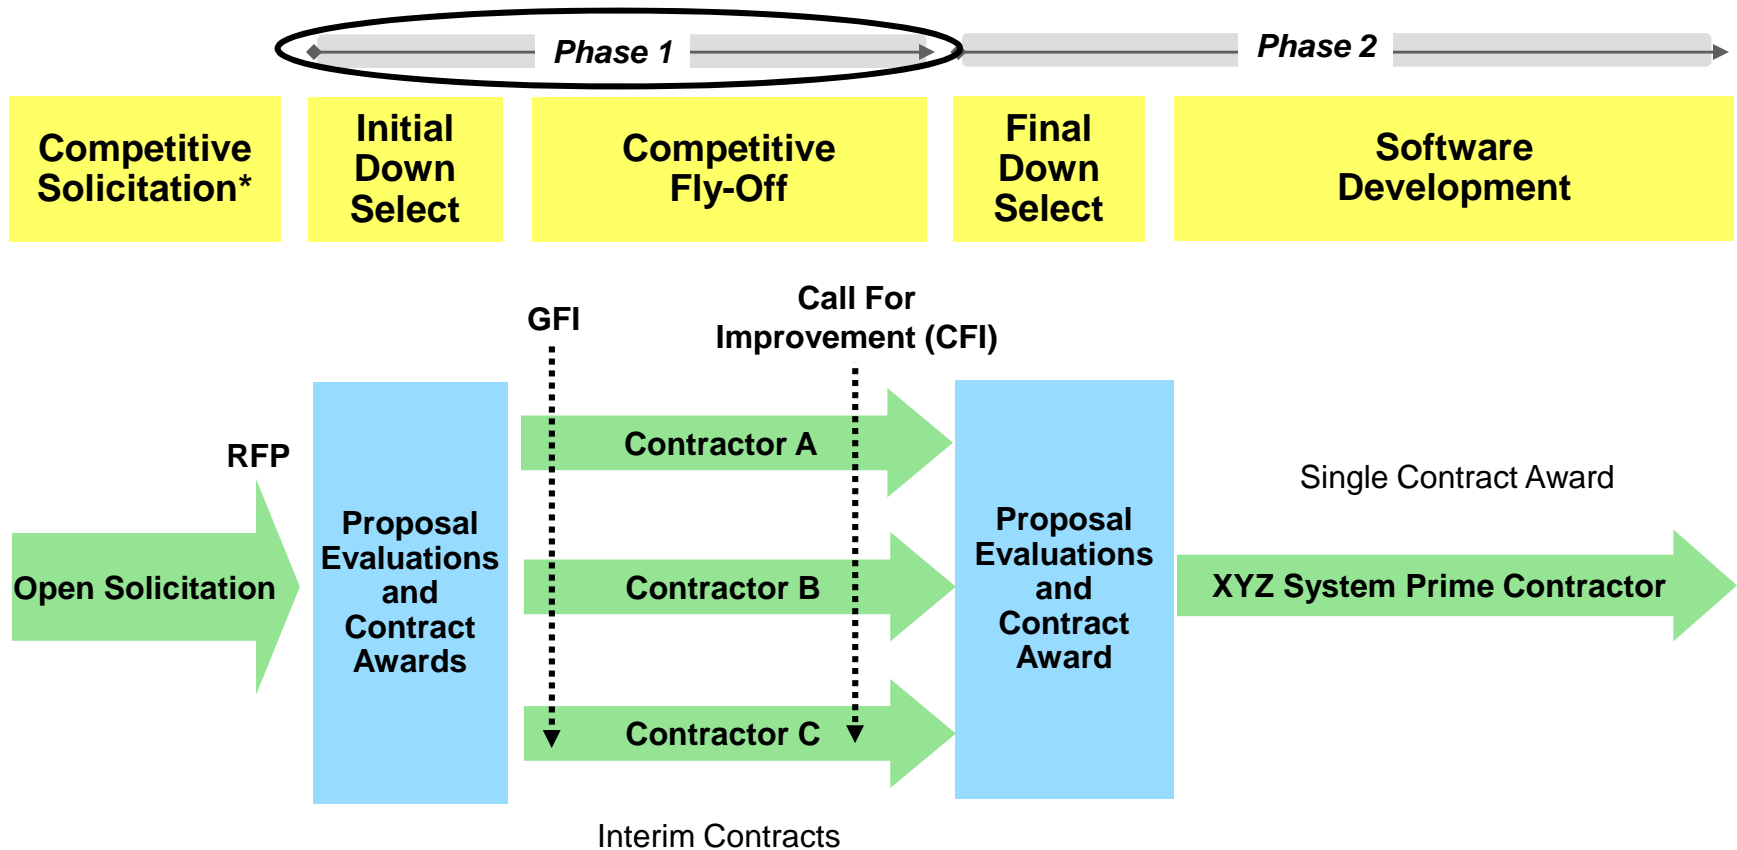 Phase 1
Phase 2
Competitive
Solicitation*
Initial
Down
Select
Competitive
Fly-Off
Final
Down
Select
Software
Development
GFI
Call For
Improvement (CFI)
RFP
Open Solicitation
Proposal
Evaluations
and
Contract
Awards
Contractor A
Contractor B
Contractor C
Interim Contracts
Proposal
Evaluations
and
Contract
Award
Single Contract Award
XYZ System Prime Contractor